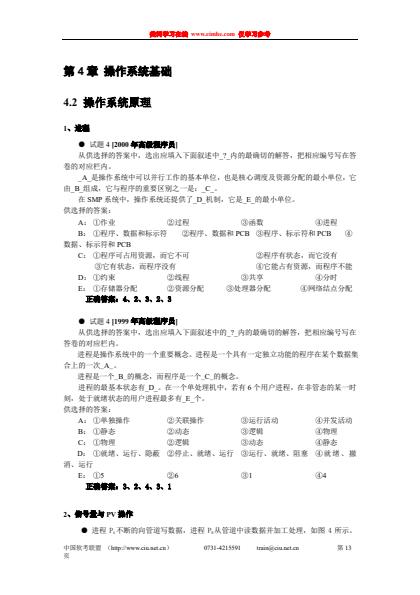 央网学习在线 www.cinhc.com 仅学习参考
第 4 章 操作系统基础
4.2 操作系统原理
1、进程
● 试题 4 [2000 年高级程序员]
从供选择的答案中，选出应填入下面叙述中_?_内的最确切的解答，把相应编号写在答
卷的对应栏内。
_A_是操作系统中可以并行工作的基本单位，也是核心调度及资源分配的最小单位，它
由_B_组成，它与程序的重要区别之一是：_C_。
在 SMP 系统中，操作系统还提供了_D_机制，它是_E_的最小单位。
供选择的答案：
A： ①作业 ②过程 ③函数 ④进程
B： ①程序、数据和标示符 ②程序、数据和 PCB ③程序、标示符和 PCB ④
数据、标示符和 PCB
C： ①程序可占用资源，而它不可 ②程序有状态，而它没有
③它有状态，而程序没有 ④它能占有资源，而程序不能
D： ①约束 ②线程 ③共享 ④分时
E： ①存储器分配 ②资源分配 ③处理器分配 ④网络结点分配
正确答案：4、2、3、2、3
● 试题 4 [1999 年高级程序员]
从供选择的答案中，选出应填入下面叙述中的_?_内的最确切的解答，把相应编号写在
答卷的对应栏内。
进程是操作系统中的一个重要概念。进程是一个具有一定独立功能的程序在某个数据集
合上的一次_A_。
进程是一个_B_的概念，而程序是一个_C_的概念。
进程的最基本状态有_D_。在一个单处理机中，若有 6 个用户进程，在非管态的某一时
刻，处于就绪状态的用户进程最多有_E_个。
供选择的答案：
A： ①单独操作 ②关联操作 ③运行活动 ④并发活动
B： ①静态 ②动态 ③逻辑 ④物理
C： ①物理 ②逻辑 ③动态 ④静态
D： ①就绪、运行、隐蔽 ②停止、就绪、运行 ③运行、就绪、阻塞 ④就绪、撤
消、运行
E： ①5 ②6 ③1 ④4
正确答案：3、2、4、3、1
2、信号量与 PV 操作
● 进程 P₁不断的向管道写数据，进程 P₂从管道中读数据并加工处理，如图 4 所示。
中国软考联盟 （http://www.ciu.net.cn） 0731-4215591 train@ciu.net.cn 第 13
页